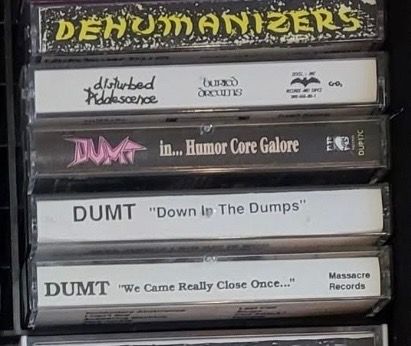 DEHUMANIZERS
disturbed Adolescence buried dreams
DUMT in... Humor Core Galore DUP17C
DUMT "Down In The Dumps"
DUMT "We Came Really Close Once..." Massacre Records